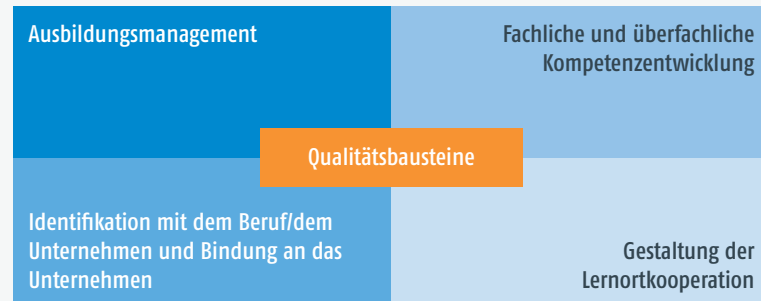 Ausbildungsmanagement
Fachliche und überfachliche
Kompetenzentwicklung
Qualitätsbausteine
Identifikation mit dem Beruf/dem
Unternehmen und Bindung an das
Unternehmen
Gestaltung der
Lernortkooperation